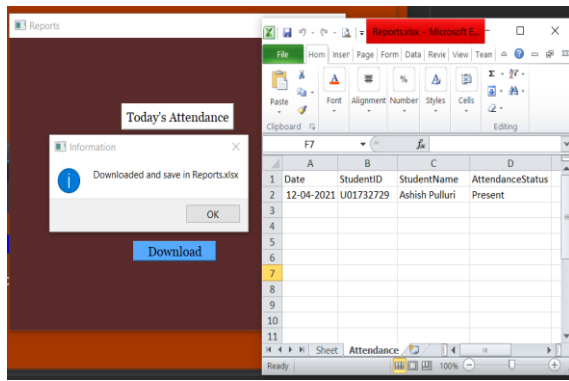 Reports
Today's Attendance
Information
Downloaded and save in Reports.xlsx
OK
Download
Reports.xlsx - Microsoft E...
File Hom Inser Page Form Data Revie View Team
Paste Font Alignment Number Styles Cells
Clipboard Editing
F7 fx
A B C D
1 Date StudentID StudentName AttendanceStatus
2 12-04-2021 U01732729 Ashish Pulluri Present
3
4
5
6
7
8
9
10
11
Sheet Attendance
Ready 100%